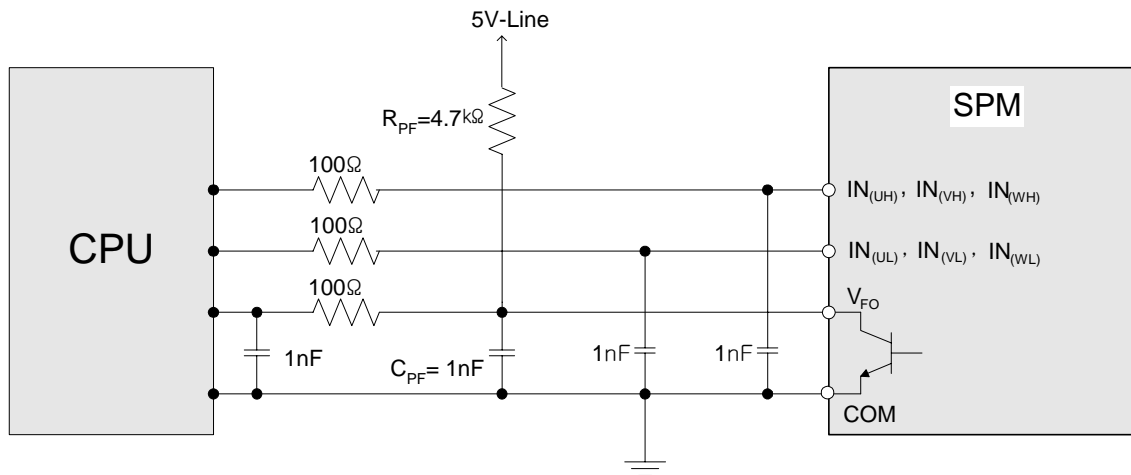 5V-Line
R_PF=4.7kΩ
SPM
CPU
100Ω
IN(UH), IN(VH), IN(WH)
100Ω
IN(UL), IN(VL), IN(WL)
100Ω
V_FO
1nF
C_PF= 1nF
1nF
1nF
COM